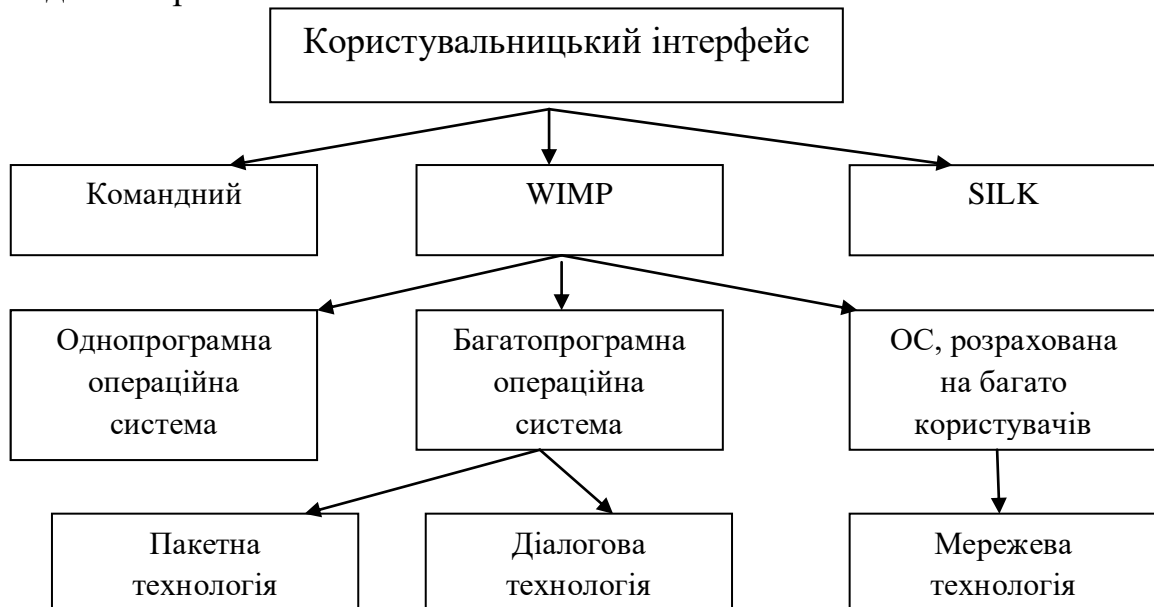 Користувальницький інтерфейс
Командний
WIMP
SILK
Однопрограмна
операційна
система
Багатопрограмна
операційна
система
ОС, розрахована
на багато
користувачів
Пакетна
технологія
Діалогова
технологія
Мережева
технологія